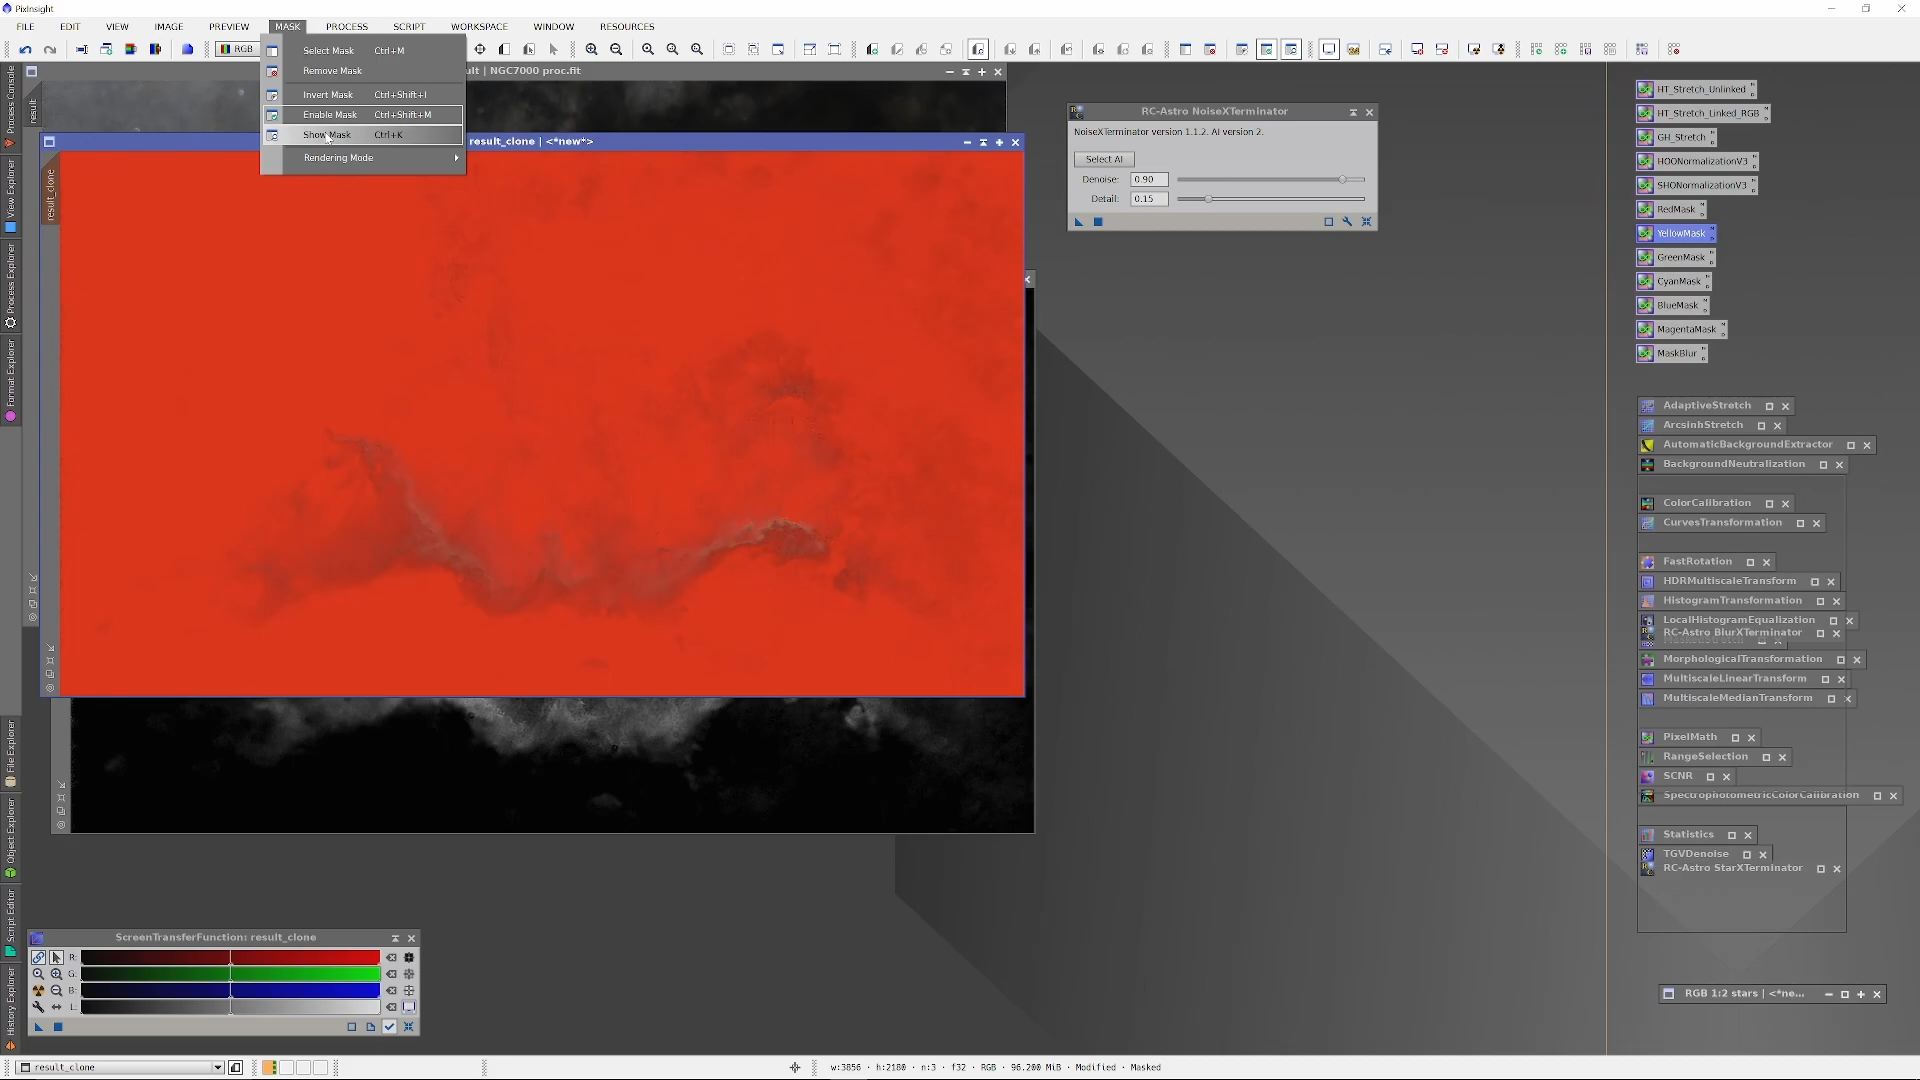 PixInsight
FILE EDIT VIEW IMAGE PREVIEW MASK PROCESS SCRIPT WORKSPACE WINDOW RESOURCES
RGB
Select Mask Ctrl+M
Remove Mask
Invert Mask Ctrl+Shift+I
Enable Mask Ctrl+Shift+M
Show Mask Ctrl+K
Rendering Mode
ult | NGC7000 proc.fit
result
result_clone | <*new*>
result_clone
Process Console
View Explorer
Process Explorer
Format Explorer
File Explorer
Object Explorer
Script Editor
History Explorer
RC-Astro NoiseXTerminator
NoiseXTerminator version 1.1.2. AI version 2.
Select AI
Denoise: 0.90
Detail: 0.15
HT_Stretch_Unlinked
HT_Stretch_Linked_RGB
GH_Stretch
HOONormalizationV3
SHONormalizationV3
RedMask
YellowMask
GreenMask
CyanMask
BlueMask
MagentaMask
MaskBlur
AdaptiveStretch
ArcsinhStretch
AutomaticBackgroundExtractor
BackgroundNeutralization
ColorCalibration
CurvesTransformation
FastRotation
HDRMultiscaleTransform
HistogramTransformation
LocalHistogramEqualization
RC-Astro BlurXTerminator
MorphologicalTransformation
MultiscaleLinearTransform
MultiscaleMedianTransform
PixelMath
RangeSelection
SCNR
SpectrophotometricColorCalibration
Statistics
TGVDenoise
RC-Astro StarXTerminator
RGB 1:2 stars | <*ne...
ScreenTransferFunction: result_clone
R:
G:
B:
L:
result_clone
w:3856 · h:2180 · n:3 · f32 · RGB · 96.200 MiB · Modified · Masked